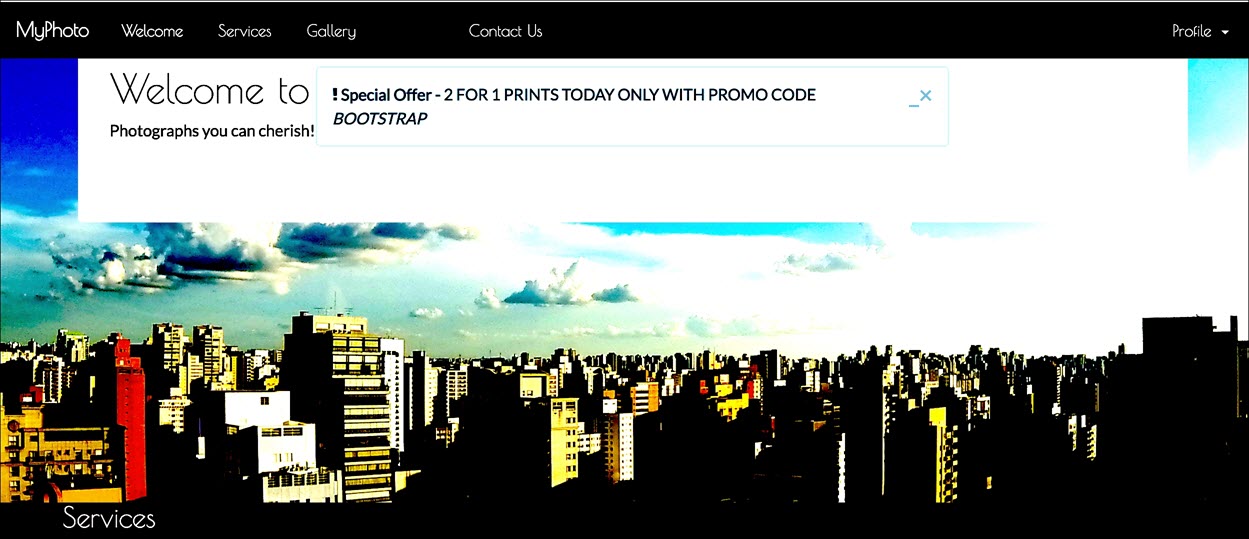 MyPhoto Welcome Services Gallery Contact Us Profile
Welcome to
! Special Offer - 2 FOR 1 PRINTS TODAY ONLY WITH PROMO CODE
BOOTSTRAP
_×
Photographs you can cherish!
Services